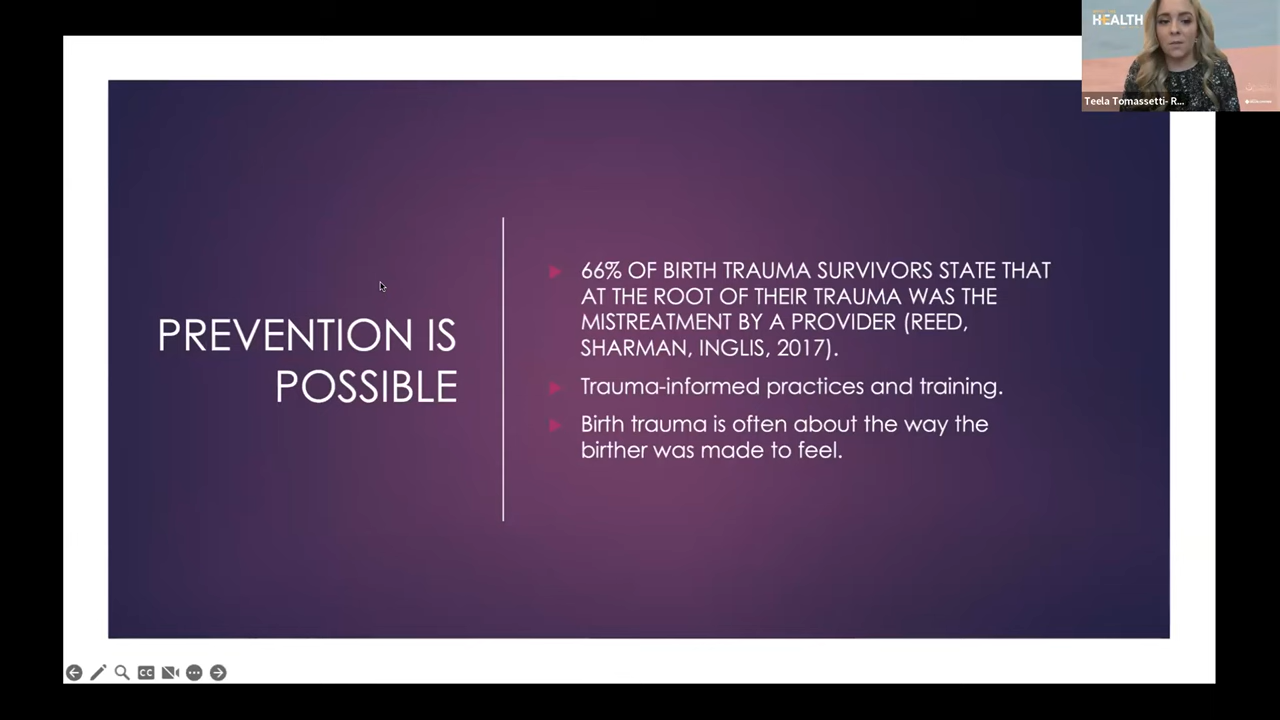 HEALTH
Teela Tomassetti- R...
PREVENTION IS
POSSIBLE
66% OF BIRTH TRAUMA SURVIVORS STATE THAT
AT THE ROOT OF THEIR TRAUMA WAS THE
MISTREATMENT BY A PROVIDER (REED,
SHARMAN, INGLIS, 2017).
Trauma-informed practices and training.
Birth trauma is often about the way the
birther was made to feel.
CC